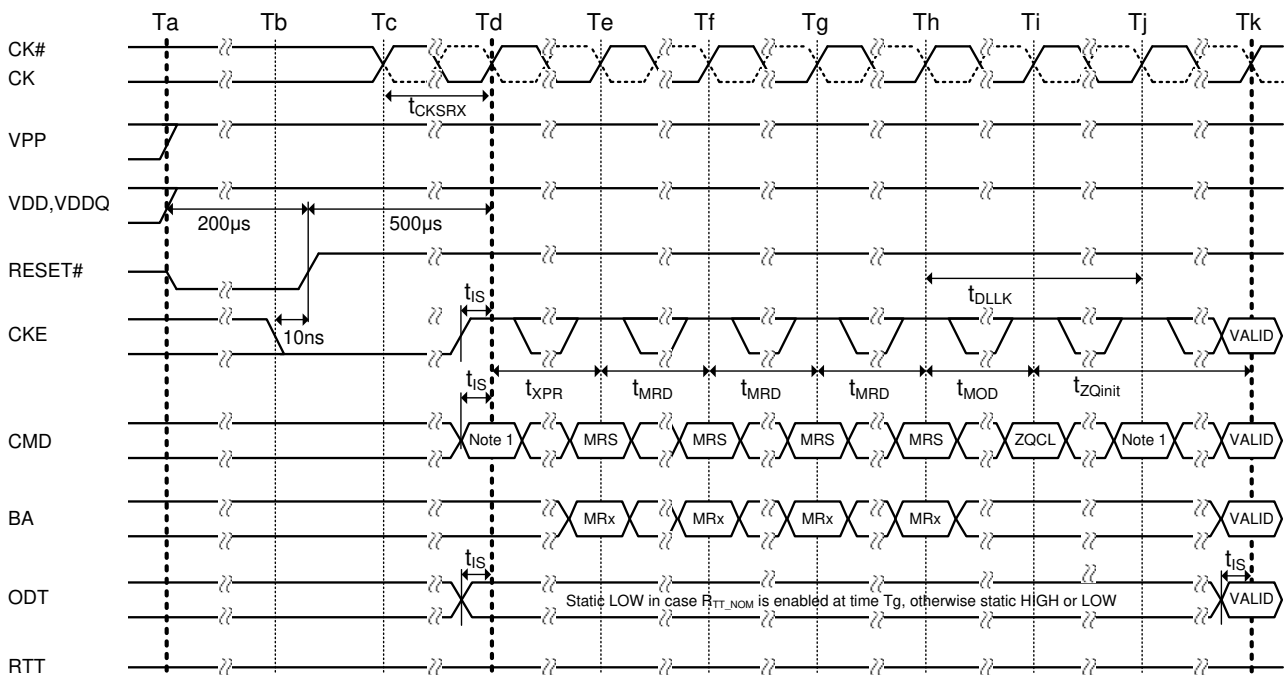 Ta Tb Tc Td Te Tf Tg Th Ti Tj Tk
CK#
CK
tCKSRX
VPP
VDD,VDDQ
200µs 500µs
RESET#
tIS tDLLK
CKE 10ns VALID
tIS tXPR tMRD tMRD tMRD tMOD tZQinit
CMD Note 1 MRS MRS MRS MRS ZQCL Note 1 VALID
BA MRx MRx MRx MRx VALID
tIS tIS
ODT Static LOW in case RTT_NOM is enabled at time Tg, otherwise static HIGH or LOW VALID
RTT